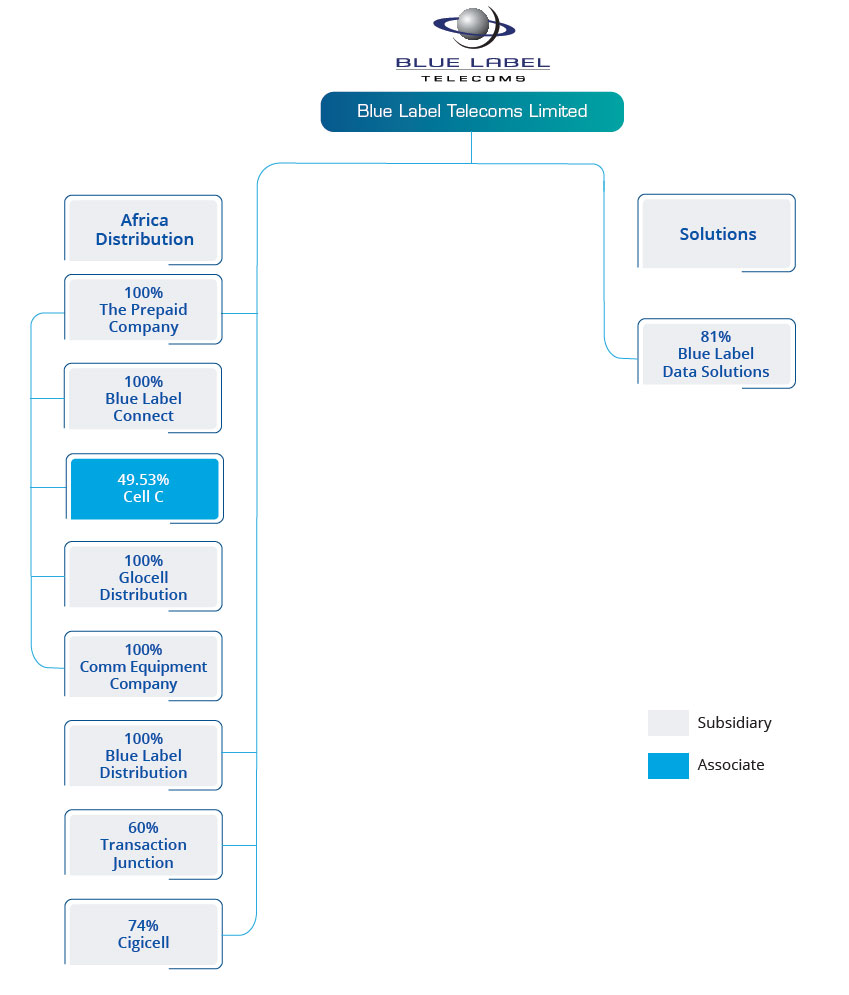 BLUE LABEL
TELECOMS
Blue Label Telecoms Limited
Africa
Distribution
100%
The Prepaid
Company
100%
Blue Label
Connect
49.53%
Cell C
100%
Glocell
Distribution
100%
Comm Equipment
Company
100%
Blue Label
Distribution
60%
Transaction
Junction
74%
Cigicell
Solutions
81%
Blue Label
Data Solutions
Subsidiary
Associate